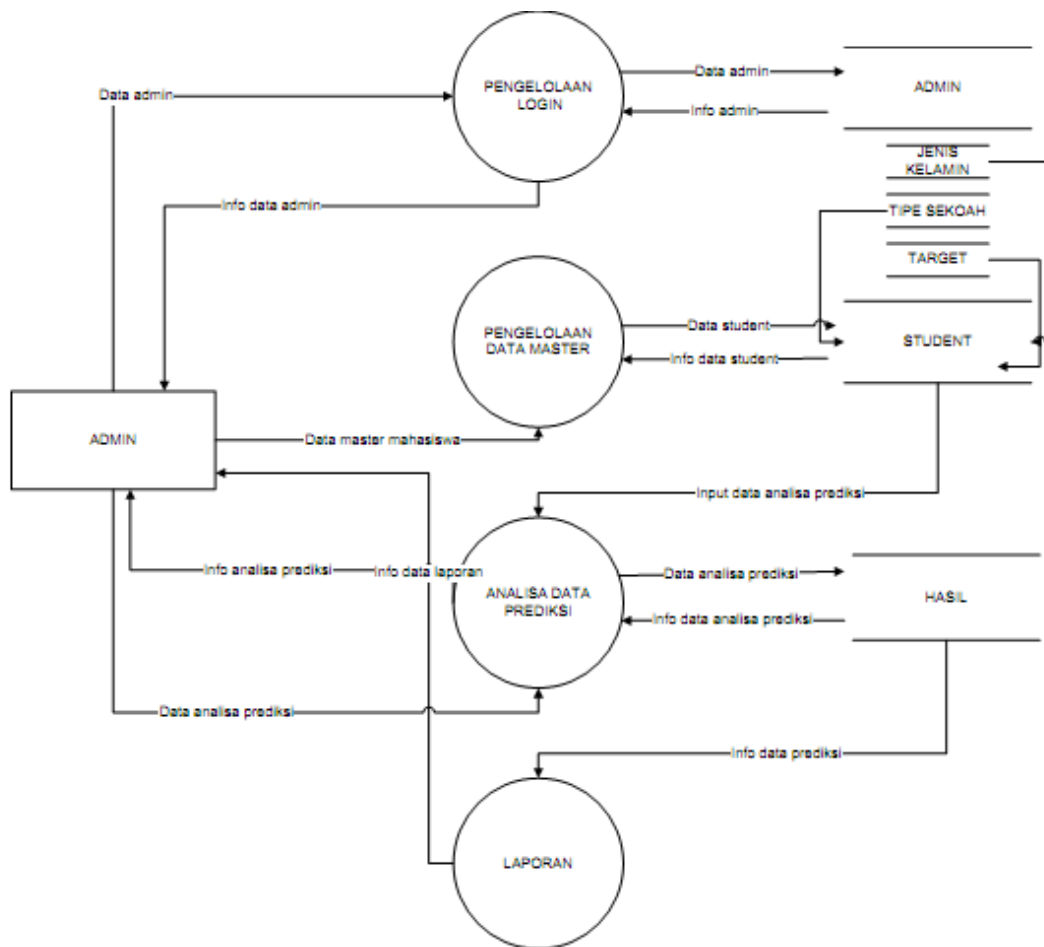 PENGELOLAAN
LOGIN
Data admin
Data admin
Info admin
ADMIN
JENIS
KELAMIN
TIPE SEKOAH
TARGET
Info data admin
PENGELOLAAN
DATA MASTER
Data student
Info data student
STUDENT
ADMIN
Data master mahasiswa
Input data analisa prediksi
Info analisa prediksi
Info data laporan
ANALISA DATA
PREDIKSI
Data analisa prediksi
Info data analisa prediksi
HASIL
Data analisa prediksi
Info data prediksi
LAPORAN